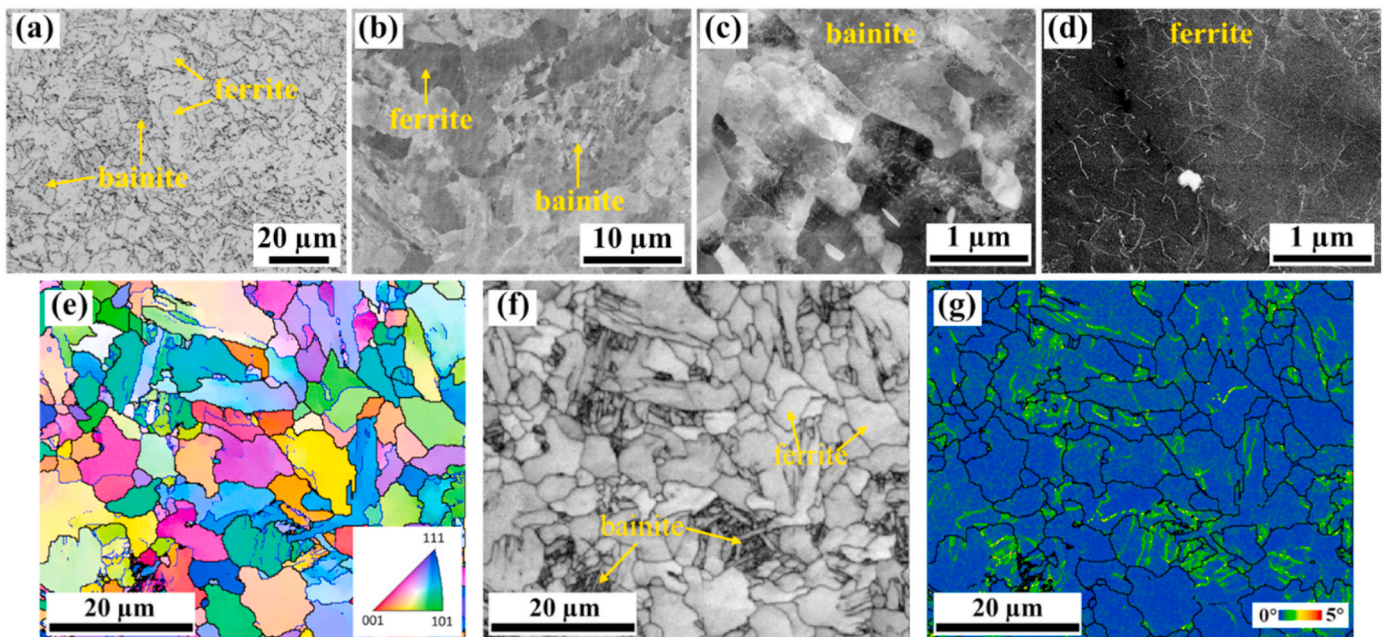 (a)
ferrite
bainite
20 µm
(b)
ferrite
bainite
10 µm
(c)
bainite
1 µm
(d)
ferrite
1 µm
(e)
111
001
101
20 µm
(f)
ferrite
bainite
20 µm
(g)
20 µm
0°
5°